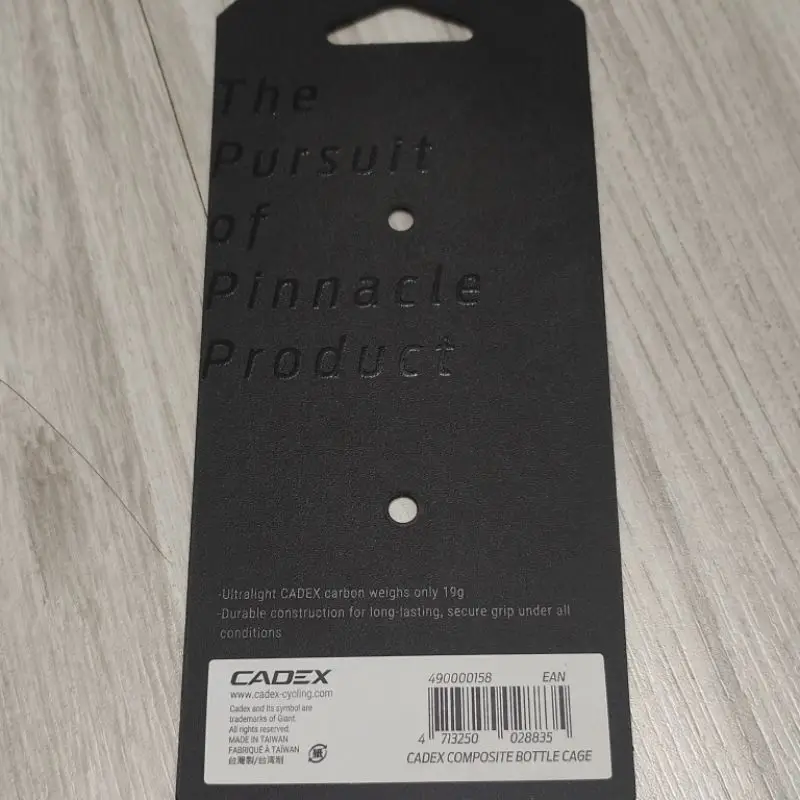 The
Pursuit
of
Pinnacle
Product
-Ultralight CADEX carbon weighs only 19g
-Durable construction for long-lasting, secure grip under all
conditions
CADEX
www.cadex-cycling.com
Cadex and its symbol are
trademarks of Giant.
All rights reserved.
MADE IN TAIWAN
FABRIQUÉ À TAÏWAN
台灣製/台湾制
紙
490000158 EAN
4 713250 028835
CADEX COMPOSITE BOTTLE CAGE